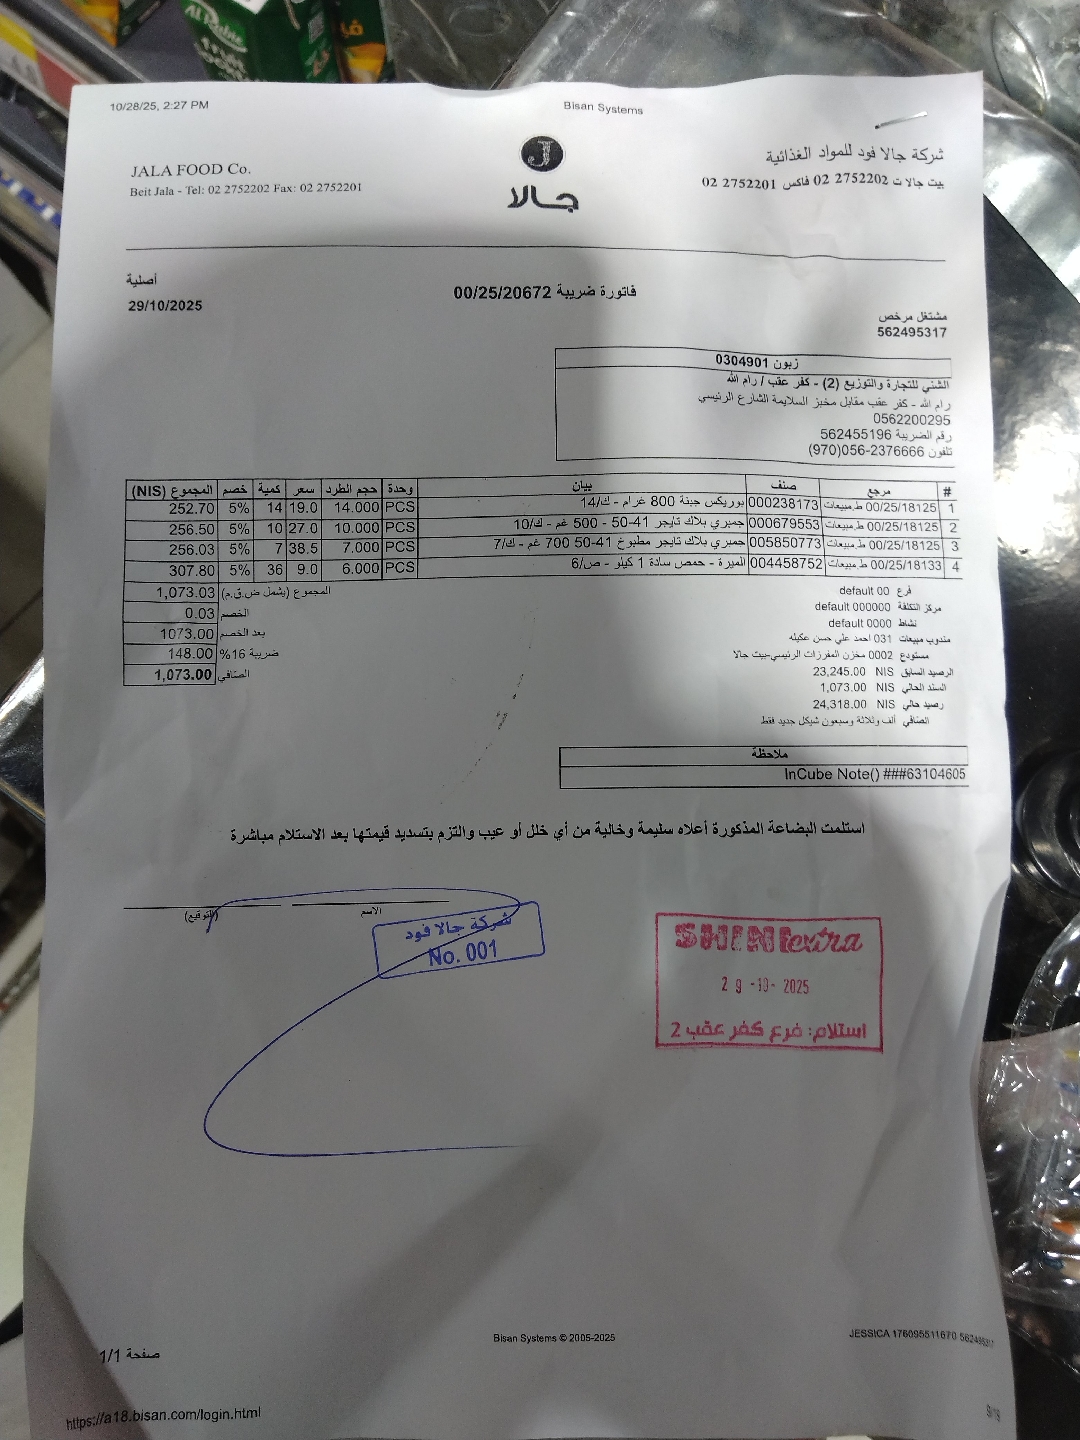 10/28/25, 2:27 PM
Bisan Systems
JALA FOOD Co.
Beit Jala - Tel: 02 2752202 Fax: 02 2752201
جالا
شركة جالا فود للمواد الغذائية
بيت جالا ت 2752202 02 فاكس 2752201 02
أصلية
29/10/2025
فاتورة ضريبة 00/25/20672
مشتغل مرخص
562495317
زبون 0304901
الشني للتجارة والتوزيع (2) - كفر عقب / رام الله
رام الله - كفر عقب مقابل مخبز السلايمة الشارع الرئيسي
0562200295
رقم الضريبة 562455196
تلفون 056-2376666(970)
# مرجع صنف بيان وحدة حجم الطرد سعر كمية خصم المجموع (NIS)
1 00/25/18125 ط.مبيعات 000238173 بوريكس جبنة 800 غرام - ك/14 PCS 14.000 19.0 14 5% 252.70
2 00/25/18125 ط.مبيعات 000679553 جمبري بلاك تايجر 41-50 - 500 غم - ك/10 PCS 10.000 27.0 10 5% 256.50
3 00/25/18125 ط.مبيعات 005850773 جمبري بلاك تايجر مطبوخ 41-50 700 غم - ك/7 PCS 7.000 38.5 7 5% 256.03
4 00/25/18133 ط.مبيعات 004458752 الميرة - حمص سادة 1 كيلو - ص/6 PCS 6.000 9.0 36 5% 307.80
المجموع (يشمل ض.ق.م) 1,073.03
الخصم 0.03
بعد الخصم 1073.00
ضريبة 16% 148.00
الصافي 1,073.00
فرع 00 default
مركز التكلفة 000000 default
نشاط 0000 default
مندوب مبيعات 031 احمد علي حسن عكيله
مستودع 0002 مخزن المفرزات الرئيسي-بيت جالا
الرصيد السابق NIS 23,245.00
السند الحالي NIS 1,073.00
رصيد حالي NIS 24,318.00
الصافي ألف وثلاثة وسبعون شيكل جديد فقط
ملاحظة
InCube Note() ###63104605
استلمت البضاعة المذكورة أعلاه سليمة وخالية من أي خلل أو عيب والتزم بتسديد قيمتها بعد الاستلام مباشرة
الاسم
(التوقيع)
شركة جالا فود
No. 001
SHINI extra
29-10-2025
استلام: فرع كفر عقب 2
Bisan Systems © 2005-2025
صفحة 1/1
https://a18.bisan.com/login.html